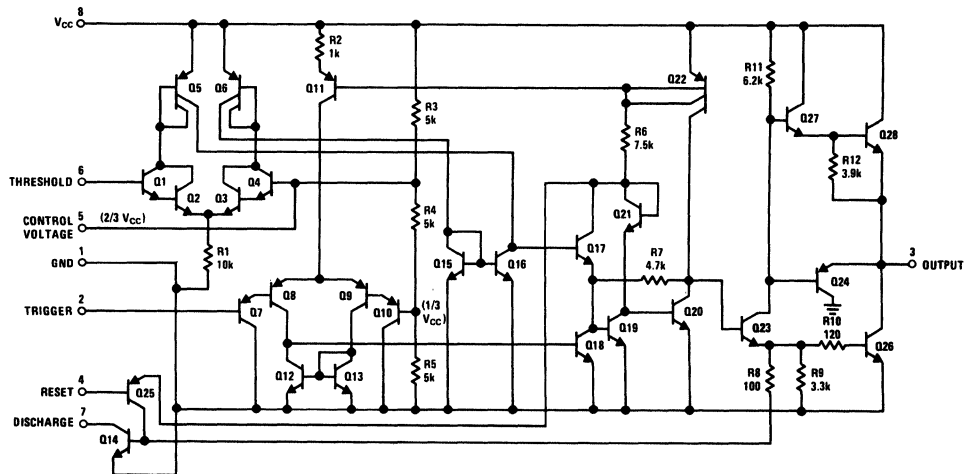 VCC 8
R2
1k
R11
6.2k
Q22
Q5
Q6
Q11
Q27
Q28
R3
5k
R6
7.5k
R12
3.9k
6
THRESHOLD
Q1
Q2
Q3
Q4
CONTROL
VOLTAGE
5
(2/3 VCC)
R4
5k
Q21
1
GND
R1
10k
Q15
Q16
Q17
R7
4.7k
3
OUTPUT
Q24
2
TRIGGER
Q7
Q8
Q9
Q10
(1/3
VCC)
Q18
Q19
Q20
Q23
R10
120
Q26
R5
5k
Q12
Q13
R8
100
R9
3.3k
4
RESET
Q25
7
DISCHARGE
Q14